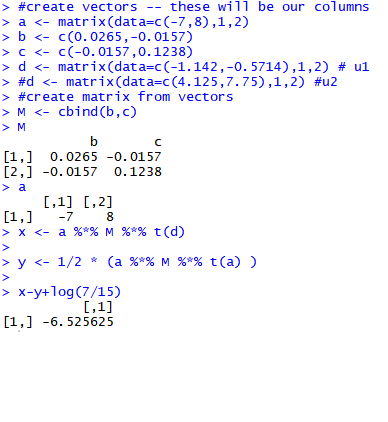 > #create vectors -- these will be our columns
> a <- matrix(data=c(-7,8),1,2)
> b <- c(0.0265,-0.0157)
> c <- c(-0.0157,0.1238)
> d <- matrix(data=c(-1.142,-0.5714),1,2) # u1
> #d <- matrix(data=c(4.125,7.75),1,2) #u2
> #create matrix from vectors
> M <- cbind(b,c)
> M
b c
[1,] 0.0265 -0.0157
[2,] -0.0157 0.1238
> a
[,1] [,2]
[1,] -7 8
> x <- a %*% M %*% t(d)
>
> y <- 1/2 * (a %*% M %*% t(a) )
>
> x-y+log(7/15)
[,1]
[1,] -6.525625